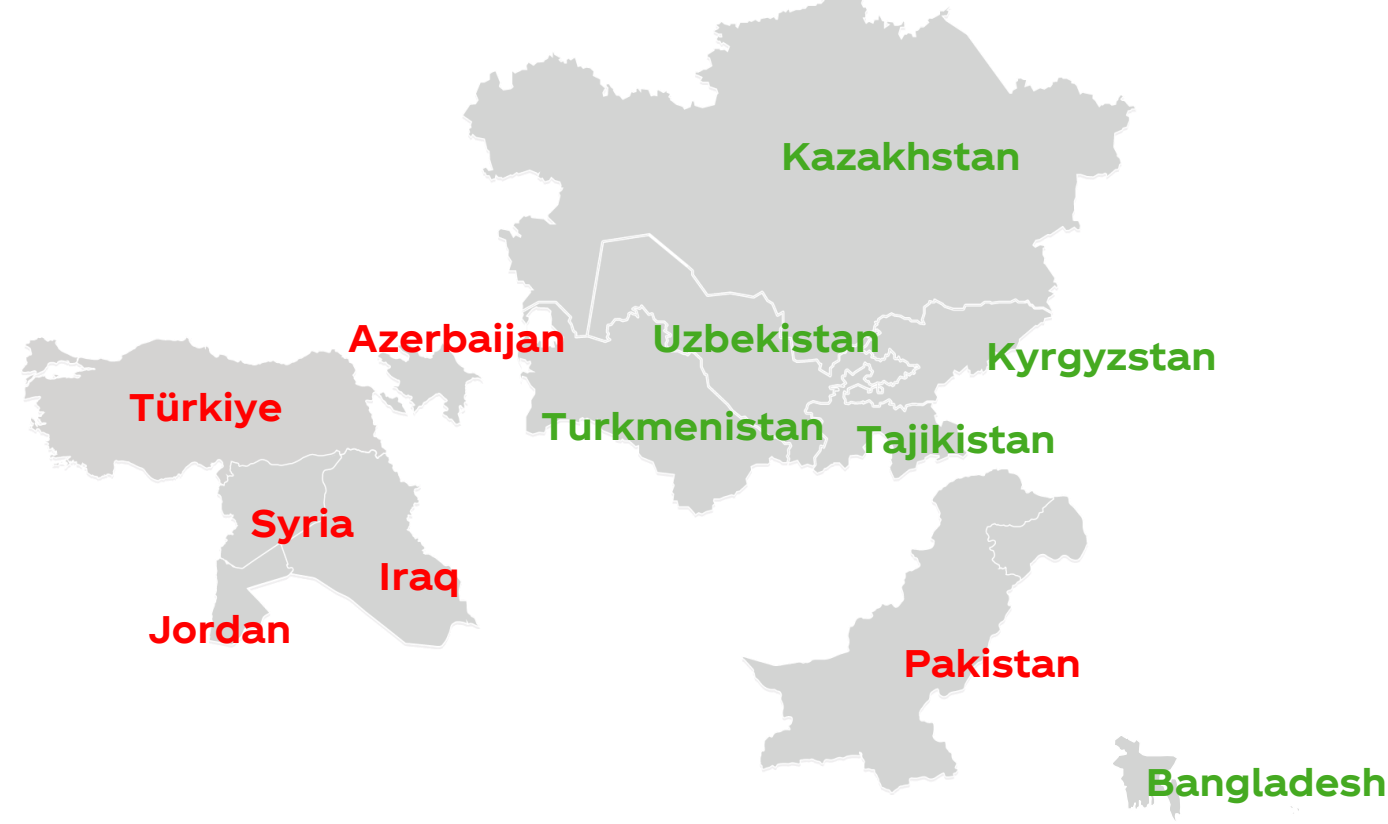 Kazakhstan
Azerbaijan
Uzbekistan
Kyrgyzstan
Türkiye
Turkmenistan
Tajikistan
Syria
Iraq
Jordan
Pakistan
Bangladesh